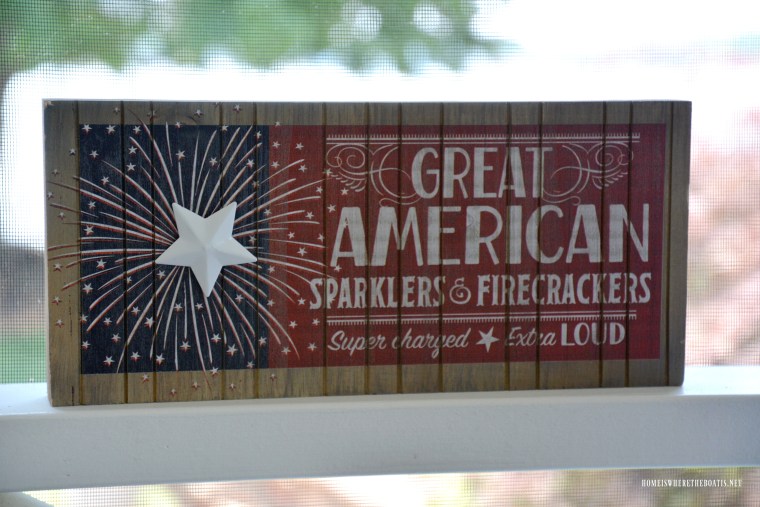 GREAT
AMERICAN
SPARKLERS & FIRECRACKERS
Super charged ★ Extra LOUD
HOMEISWHERETHEBOATIS.NET